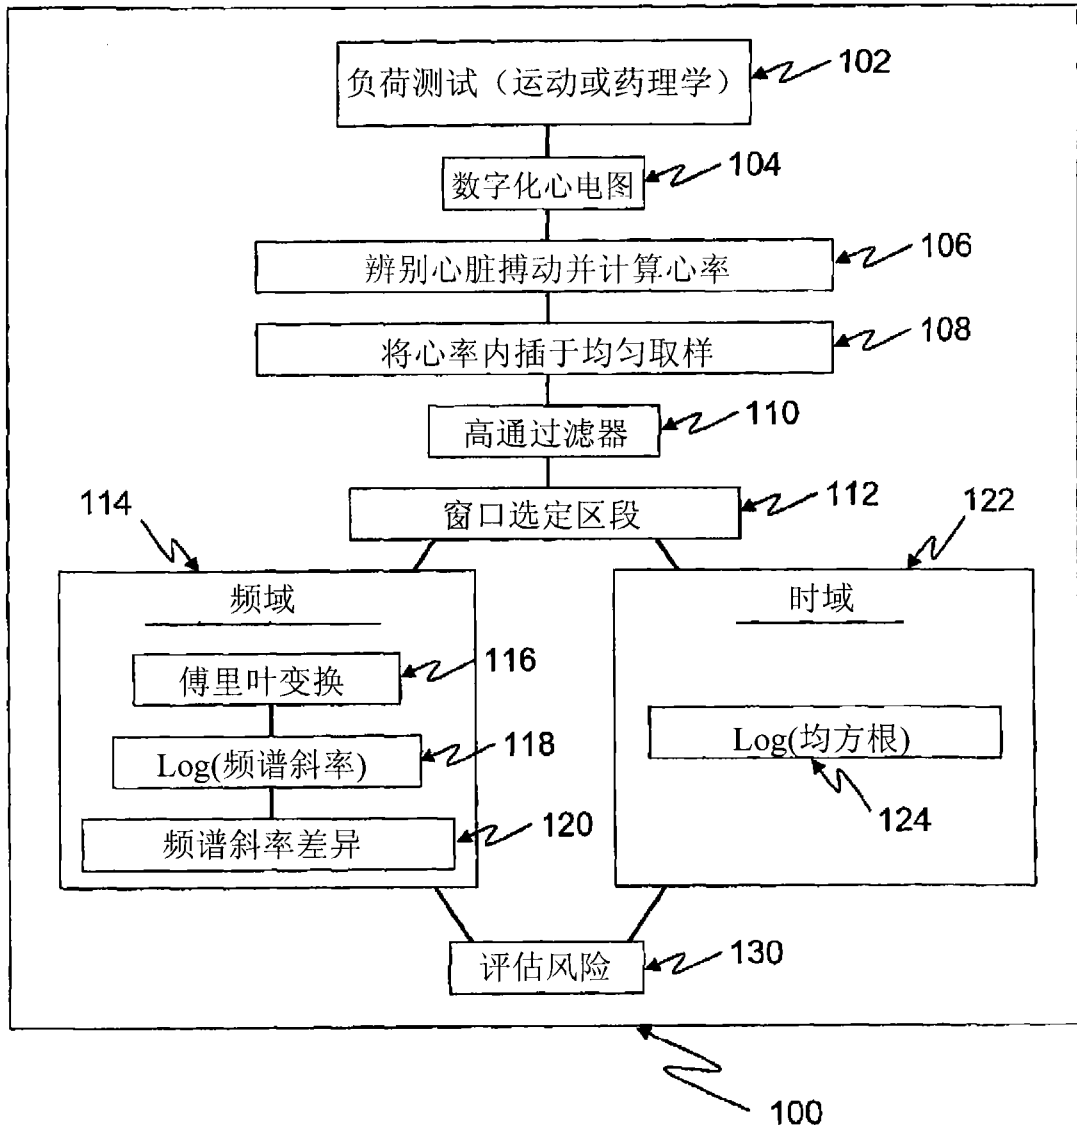 负荷测试（运动或药理学）
102
数字化心电图
104
辨别心脏搏动并计算心率
106
将心率内插于均匀取样
108
高通过滤器
110
窗口选定区段
112
114
122
频域
时域
傅里叶变换
116
Log(频谱斜率)
118
Log(均方根)
124
频谱斜率差异
120
评估风险
130
100